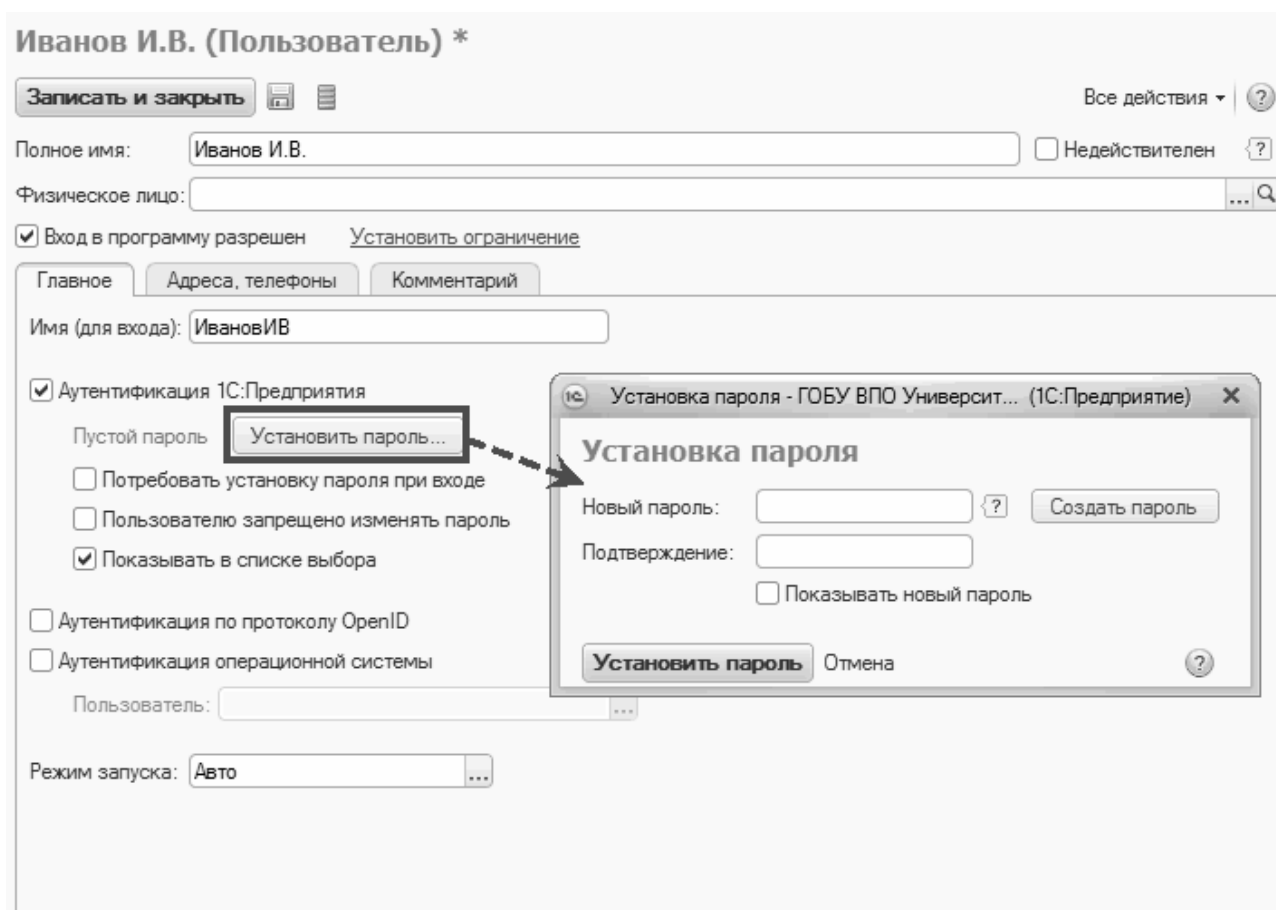 Иванов И.В. (Пользователь) *
Записать и закрыть Все действия ?
Полное имя: Иванов И.В. Недействителен ?
Физическое лицо: ...
Вход в программу разрешен Установить ограничение
Главное Адреса, телефоны Комментарий
Имя (для входа): ИвановИВ
Аутентификация 1С:Предприятия
Пустой пароль Установить пароль...
Потребовать установку пароля при входе
Пользователю запрещено изменять пароль
Показывать в списке выбора
Аутентификация по протоколу OpenID
Аутентификация операционной системы
Пользователь: ...
Режим запуска: Авто ...
1С Установка пароля - ГОБУ ВПО Университ... (1С:Предприятие)
Установка пароля
Новый пароль: ? Создать пароль
Подтверждение:
Показывать новый пароль
Установить пароль Отмена ?